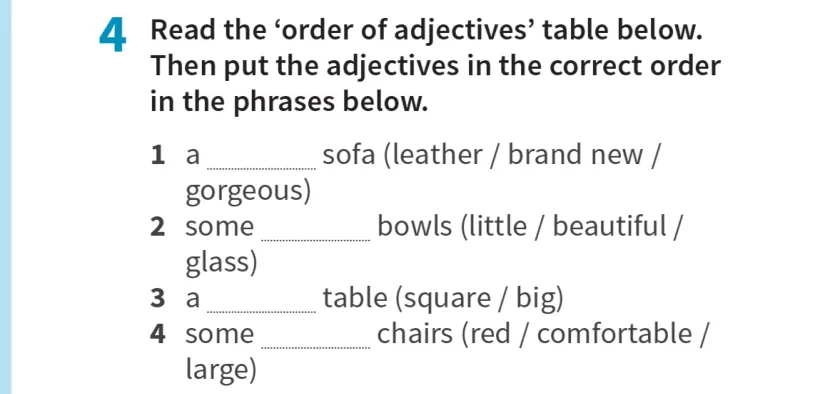 4 Read the ‘order of adjectives’ table below.
Then put the adjectives in the correct order
in the phrases below.
1 a ............ sofa (leather / brand new /
gorgeous)
2 some ............ bowls (little / beautiful /
glass)
3 a ............ table (square / big)
4 some ............ chairs (red / comfortable /
large)